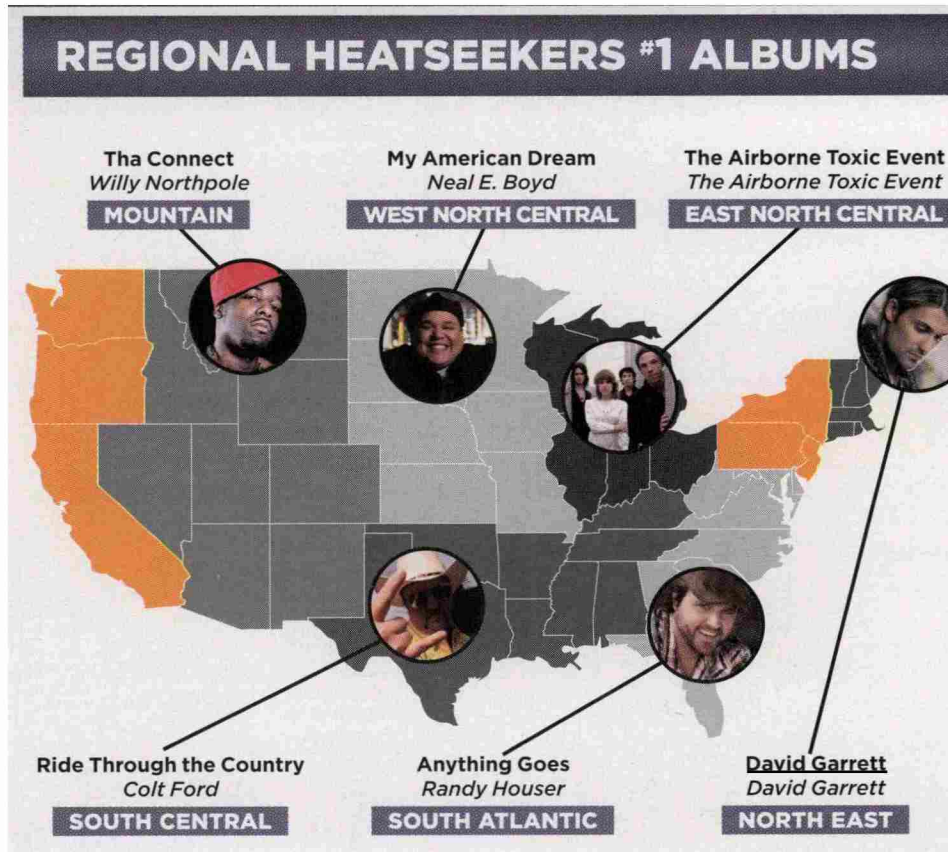 REGIONAL HEATSEEKERS #1 ALBUMS
Tha Connect
Willy Northpole
MOUNTAIN
My American Dream
Neal E. Boyd
WEST NORTH CENTRAL
The Airborne Toxic Event
The Airborne Toxic Event
EAST NORTH CENTRAL
Ride Through the Country
Colt Ford
SOUTH CENTRAL
Anything Goes
Randy Houser
SOUTH ATLANTIC
David Garrett
David Garrett
NORTH EAST